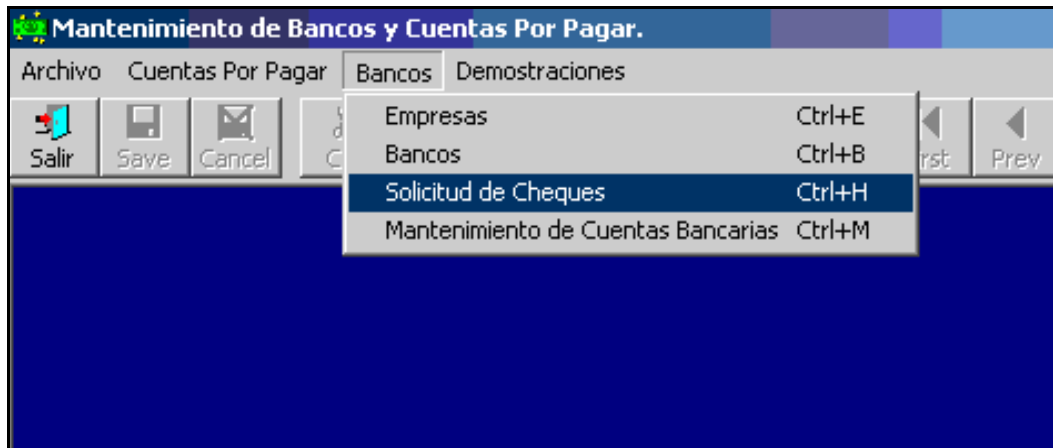 Mantenimiento de Bancos y Cuentas Por Pagar.
Archivo Cuentas Por Pagar Bancos Demostraciones
Salir Save Cancel Prev
Empresas Ctrl+E
Bancos Ctrl+B
Solicitud de Cheques Ctrl+H
Mantenimiento de Cuentas Bancarias Ctrl+M